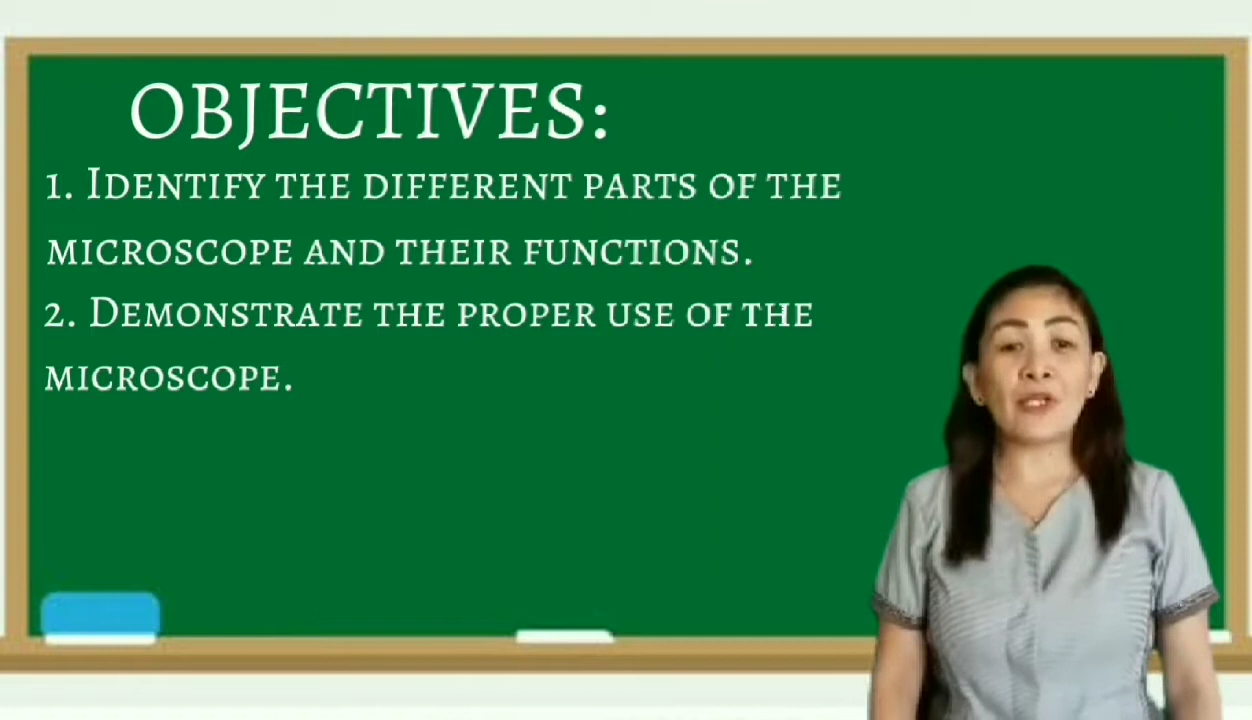 OBJECTIVES:
1. Identify the different parts of the
microscope and their functions.
2. Demonstrate the proper use of the
microscope.